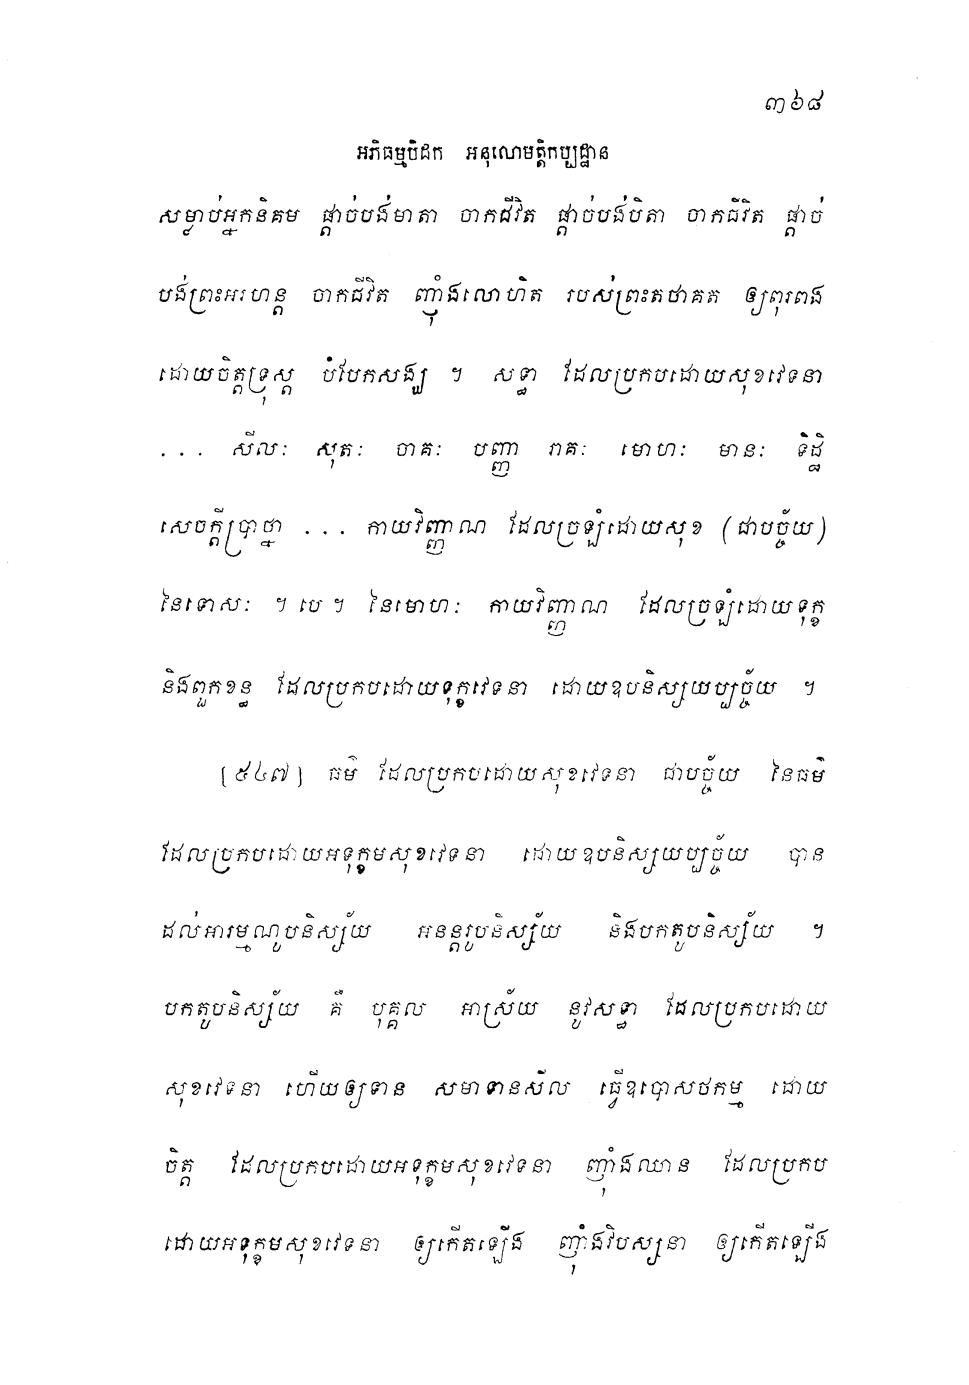 ៣៦៨
អភិធម្មបិដក អនុលោមត្តិកប្បដ្ឋាន
សម្លាប់អ្នកនិគម ផ្តាច់បង់មាតា ចាកជីវិត ផ្តាច់បង់បិតា ចាកជីវិត ផ្តាច់
បង់ព្រះអរហន្ត ចាកជីវិត ញ៉ាំងលោហិត របស់ព្រះតថាគត ឲ្យពុរពង
ដោយចិត្តទ្រុស្ត បំបែកសង្ឃ ។ សទ្ធា ដែលប្រកបដោយសុខវេទនា
... សីលៈ សុតៈ ចាគៈ បញ្ញា រាគៈ មោហៈ មានៈ ទិដ្ឋិ
សេចក្តីប្រាថ្នា ... កាយវិញ្ញាណ ដែលច្រឡំដោយសុខ (ជាបច្ច័យ)
នៃទោសៈ ។ បេ ។ នៃមោហៈ កាយវិញ្ញាណ ដែលច្រឡំដោយទុក្ខ
និងពួកខន្ធ ដែលប្រកបដោយទុក្ខវេទនា ដោយឧបនិស្សយប្បច្ច័យ ។
[៥៤៧] ធម៌ ដែលប្រកបដោយសុខវេទនា ជាបច្ច័យ នៃធម៌
ដែលប្រកបដោយអទុក្ខមសុខវេទនា ដោយឧបនិស្សយប្បច្ច័យ បាន
ដល់អារម្មណូបនិស្ស័យ អនន្តរូបនិស្ស័យ និងបកតូបនិស្ស័យ ។
បកតូបនិស្ស័យ គឺ បុគ្គល អាស្រ័យ នូវសទ្ធា ដែលប្រកបដោយ
សុខវេទនា ហើយឲ្យទាន សមាទានសីល ធ្វើឧបោសថកម្ម ដោយ
ចិត្ត ដែលប្រកបដោយអទុក្ខមសុខវេទនា ញ៉ាំងឈាន ដែលប្រកប
ដោយអទុក្ខមសុខវេទនា ឲ្យកើតឡើង ញ៉ាំងវិបស្សនា ឲ្យកើតឡើង